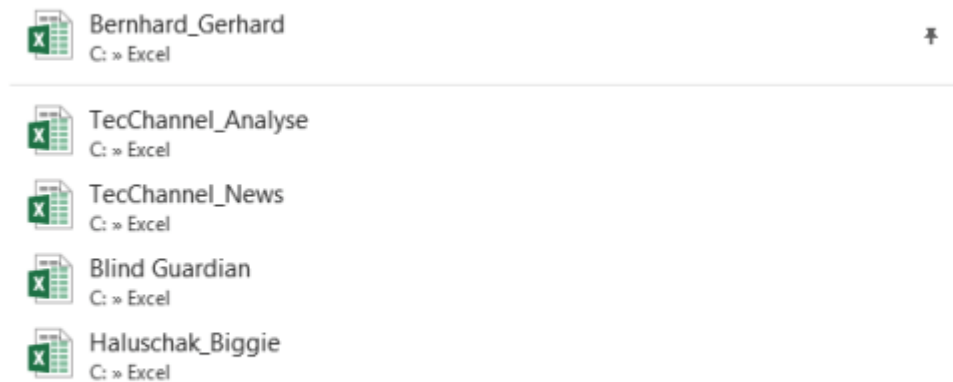 Bernhard_Gerhard
C: » Excel
TecChannel_Analyse
C: » Excel
TecChannel_News
C: » Excel
Blind Guardian
C: » Excel
Haluschak_Biggie
C: » Excel